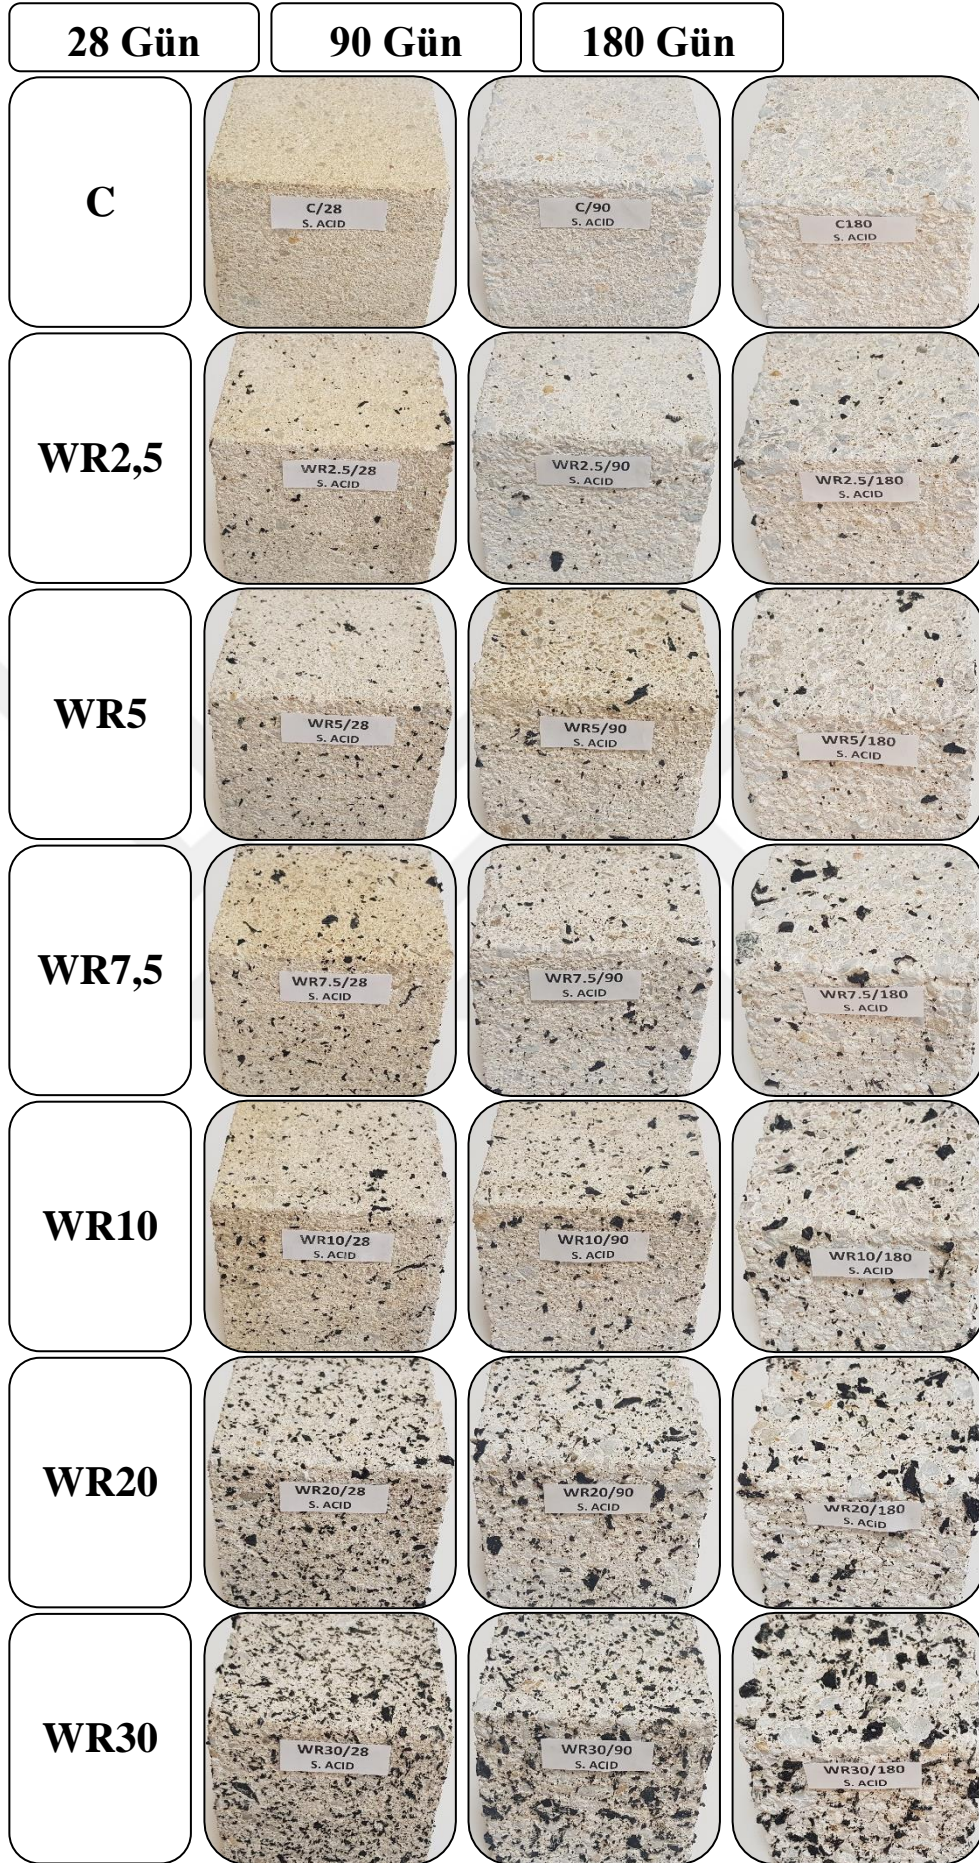 28 Gün 90 Gün 180 Gün
C
C/28
S. ACID
C/90
S. ACID
C180
S. ACID
WR2,5
WR2.5/28
S. ACID
WR2.5/90
S. ACID
WR2.5/180
S. ACID
WR5
WR5/28
S. ACID
WR5/90
S. ACID
WR5/180
S. ACID
WR7,5
WR7.5/28
S. ACID
WR7.5/90
S. ACID
WR7.5/180
S. ACID
WR10
WR10/28
S. ACID
WR10/90
S. ACID
WR10/180
S. ACID
WR20
WR20/28
S. ACID
WR20/90
S. ACID
WR20/180
S. ACID
WR30
WR30/28
S. ACID
WR30/90
S. ACID
WR30/180
S. ACID